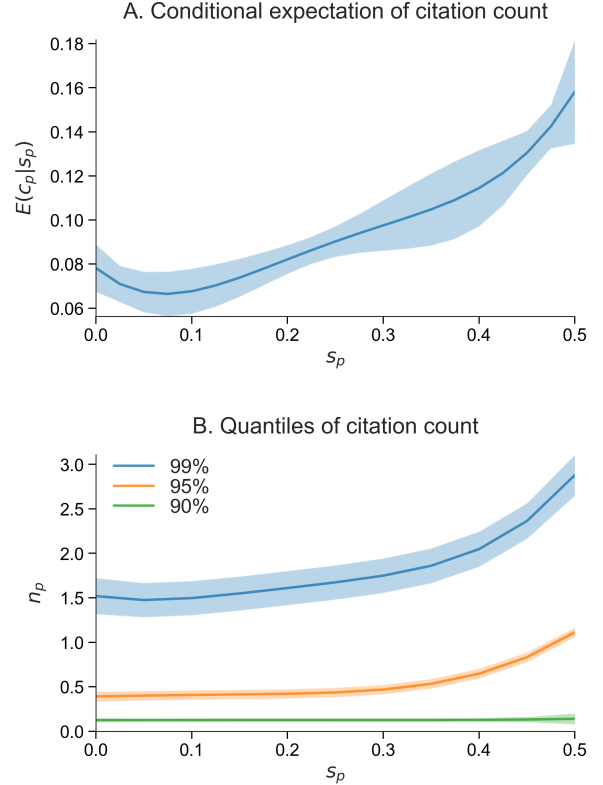 A. Conditional expectation of citation count
E(c_p|s_p)
0.18
0.16
0.14
0.12
0.10
0.08
0.06
0.0 0.1 0.2 0.3 0.4 0.5
s_p
B. Quantiles of citation count
n_p
3.0
2.5
2.0
1.5
1.0
0.5
0.0
99%
95%
90%
0.0 0.1 0.2 0.3 0.4 0.5
s_p